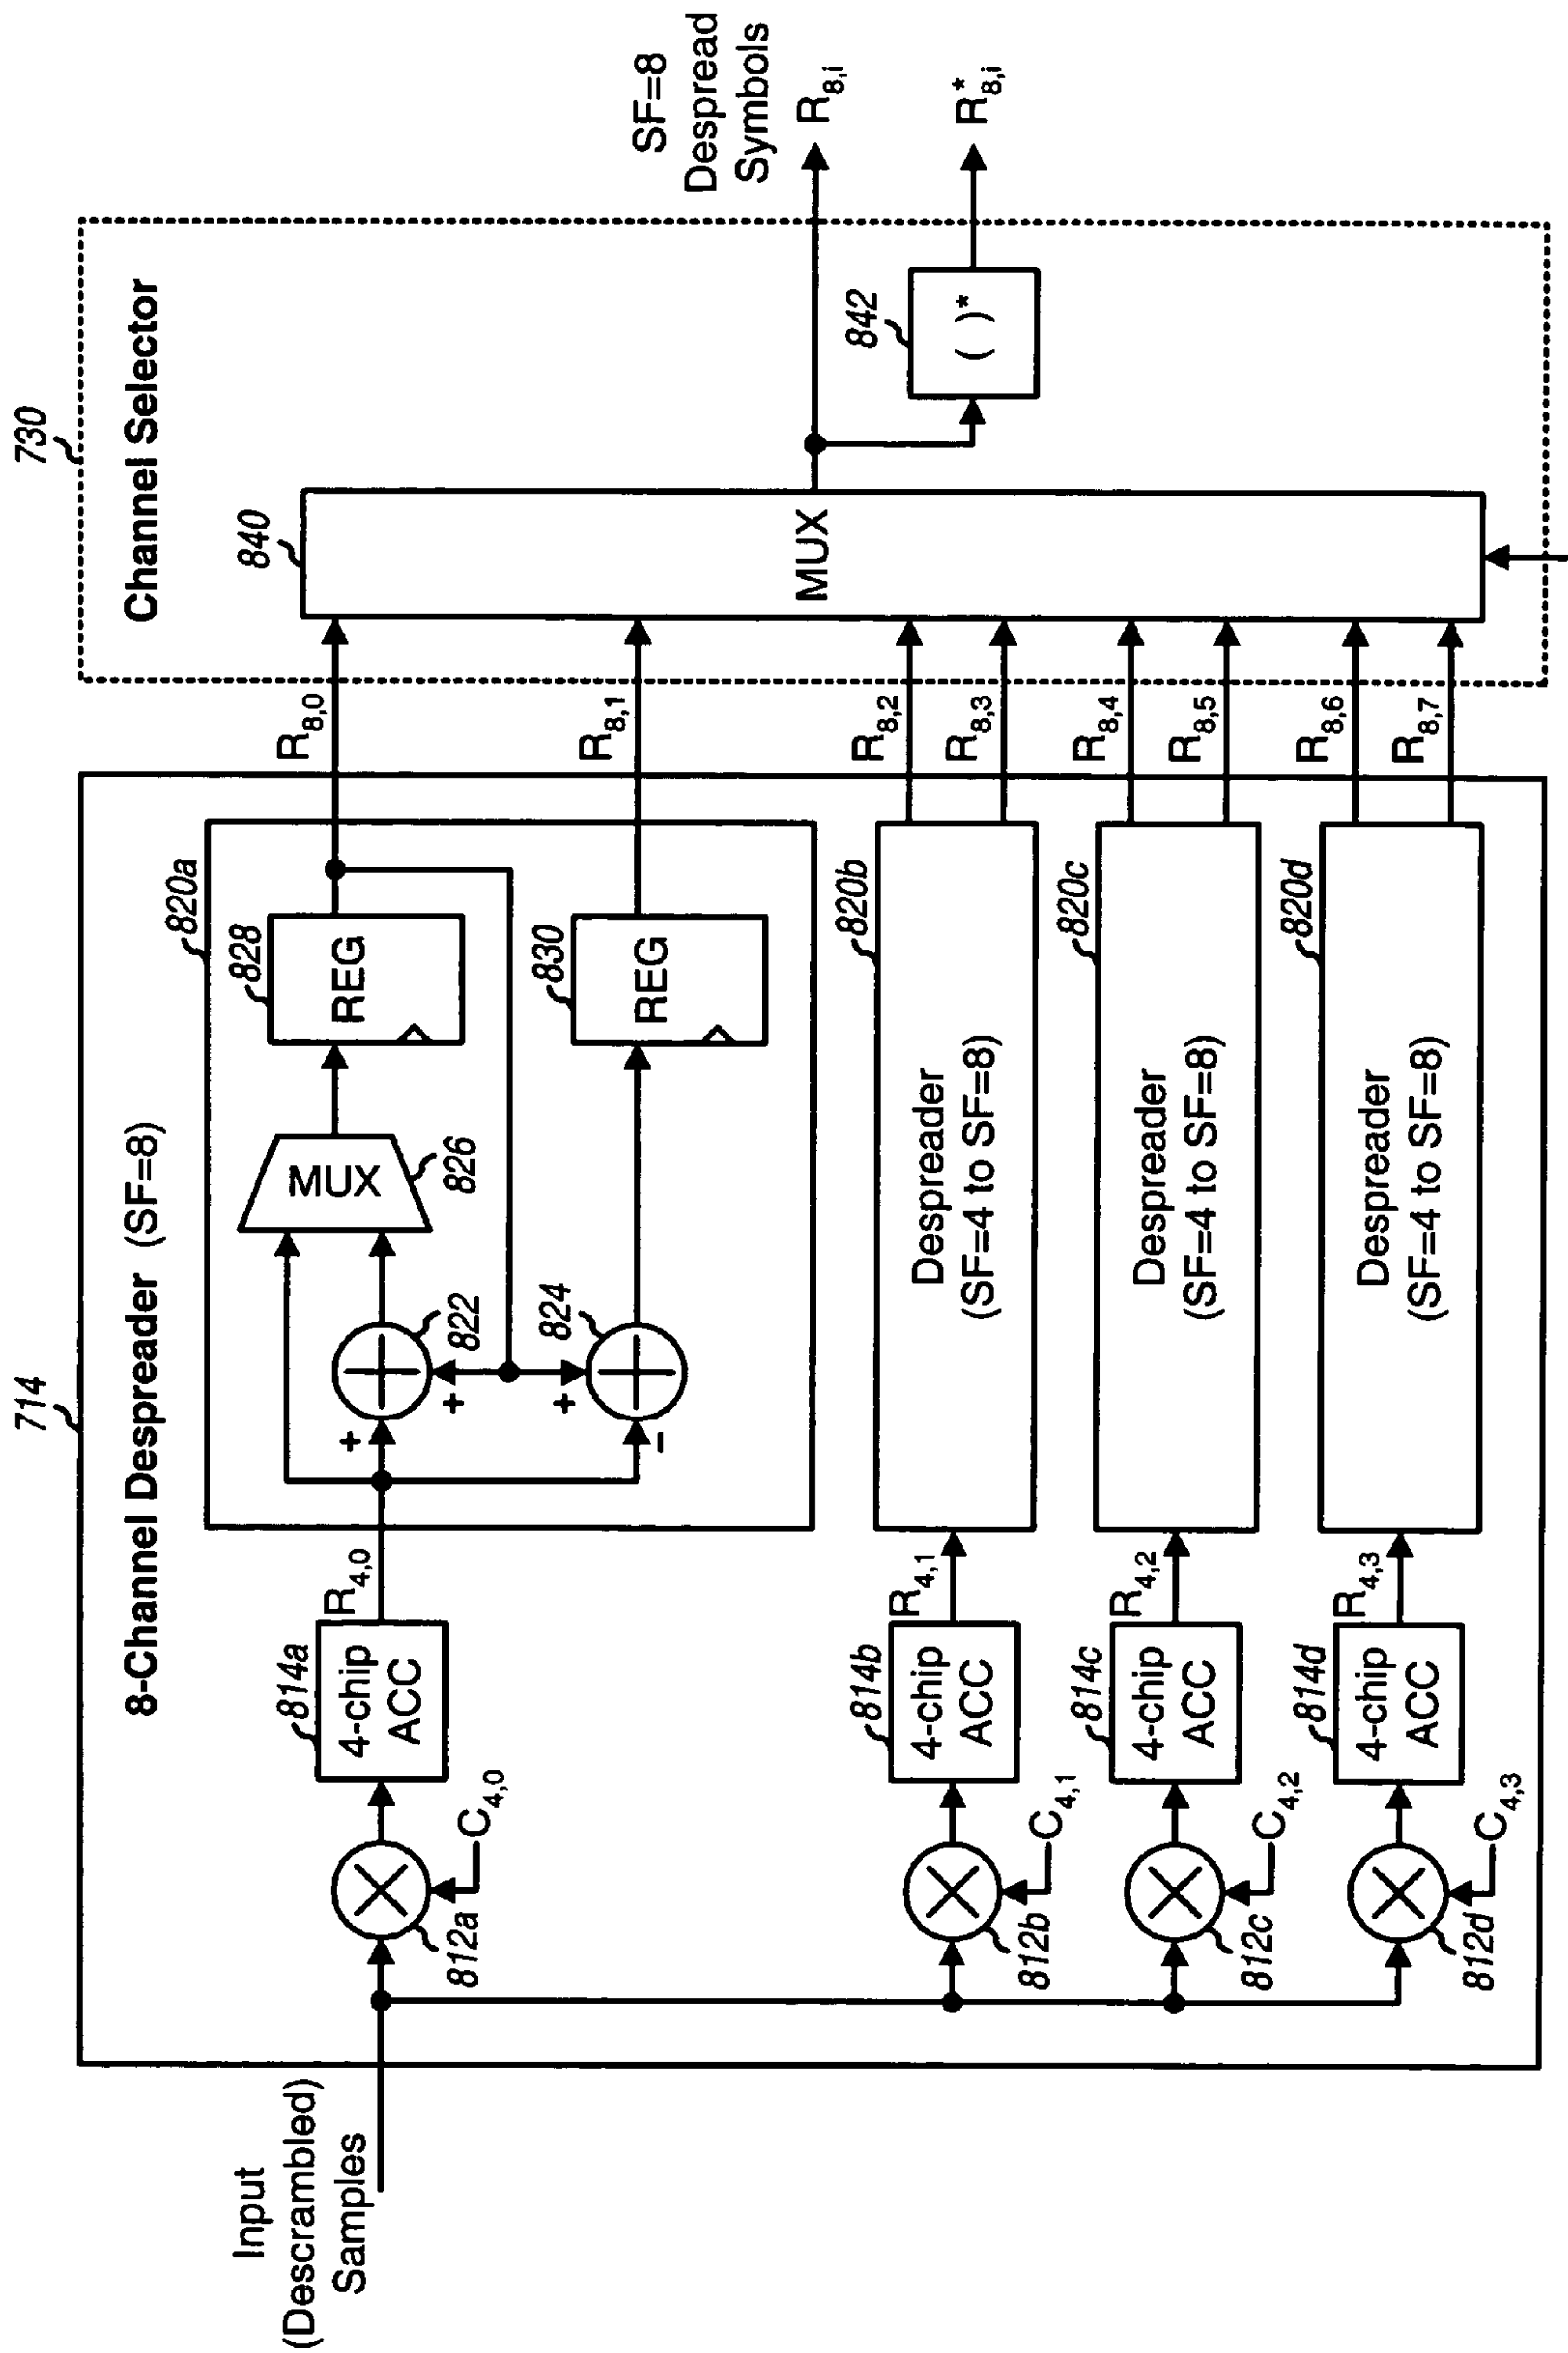 714
730
8-Channel Despreader (SF=8)
Channel Selector
Input
(Descrambled)
Samples
812a
C4,0
814a
4-chip
ACC
R4,0
820a
822
+
+
824
+
−
MUX
826
828
REG
830
REG
R8,0
R8,1
812b
C4,1
814b
4-chip
ACC
R4,1
820b
Despreader
(SF=4 to SF=8)
R8,2
R8,3
812c
C4,2
814c
4-chip
ACC
R4,2
820c
Despreader
(SF=4 to SF=8)
R8,4
R8,5
812d
C4,3
814d
4-chip
ACC
R4,3
820d
Despreader
(SF=4 to SF=8)
R8,6
R8,7
840
MUX
842
( )*
SF=8
Despread
Symbols
R8,i
R*8,i